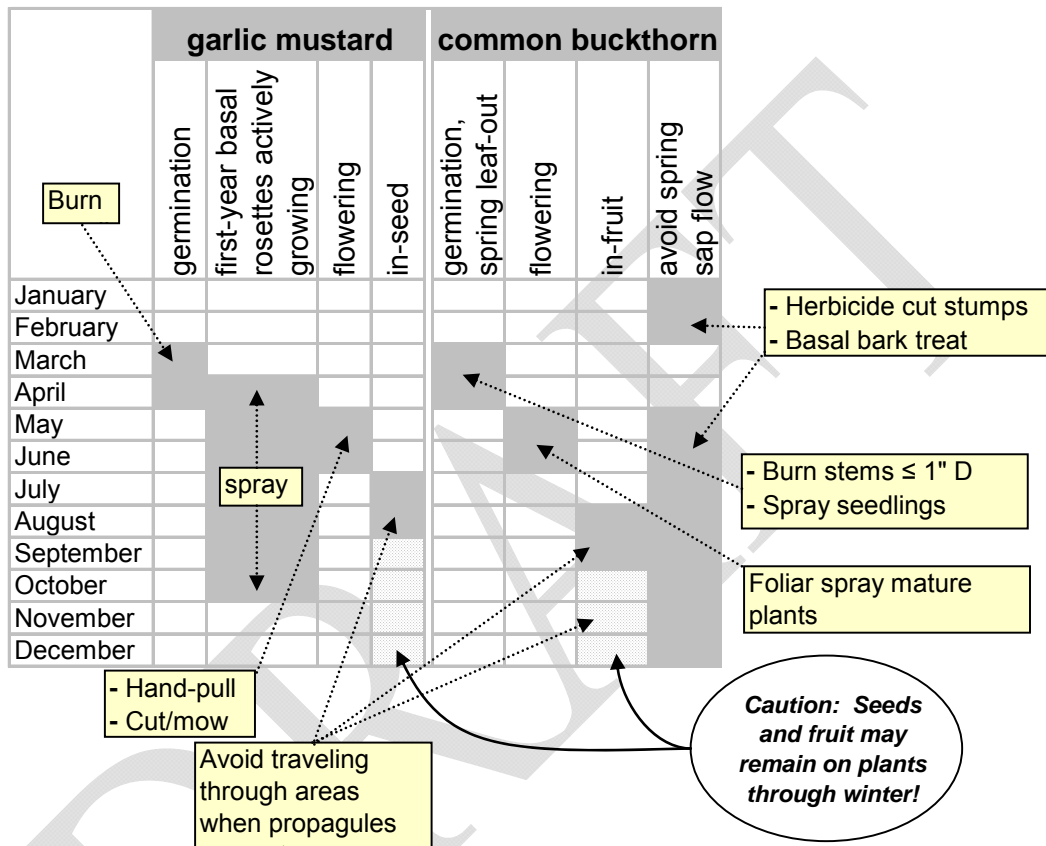 garlic mustard common buckthorn
germination
first-year basal
rosettes actively
growing
flowering
in-seed
germination,
spring leaf-out
flowering
in-fruit
avoid spring
sap flow
Burn
January
February
March
April
May
June
July
August
September
October
November
December
- Herbicide cut stumps
- Basal bark treat
spray
- Burn stems ≤ 1" D
- Spray seedlings
Foliar spray mature
plants
- Hand-pull
- Cut/mow
Avoid traveling
through areas
when propagules
Caution: Seeds
and fruit may
remain on plants
through winter!
DRAFT